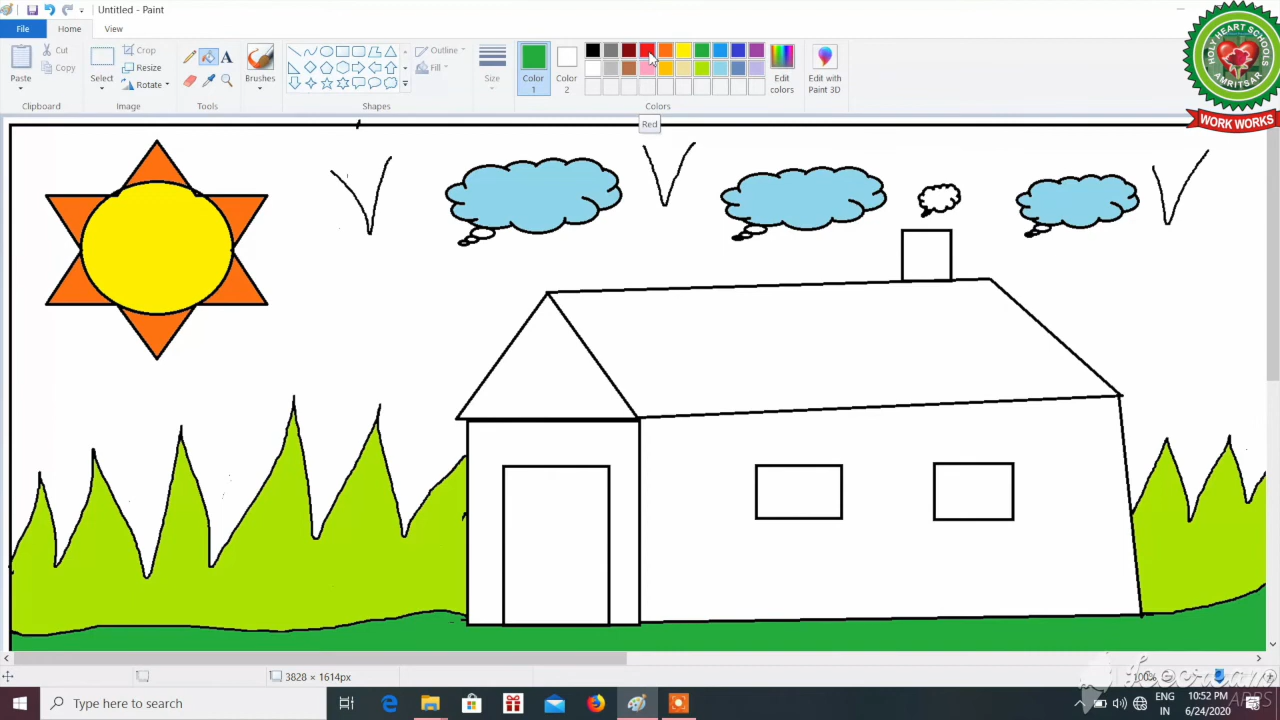 Untitled - Paint
File
Home
View
Paste
Cut
Copy
Clipboard
Select
Crop
Resize
Rotate
Image
A
Tools
Brushes
Outline
Fill
Shapes
Size
Color
1
Color
2
Colors
Edit
colors
Edit with
Paint 3D
Red
HOLY HEART SCHOOLS
AMRITSAR
WORK WORKS
3828 × 1614px
100%
Type here to search
ENG
IN
10:52 PM
6/24/2020